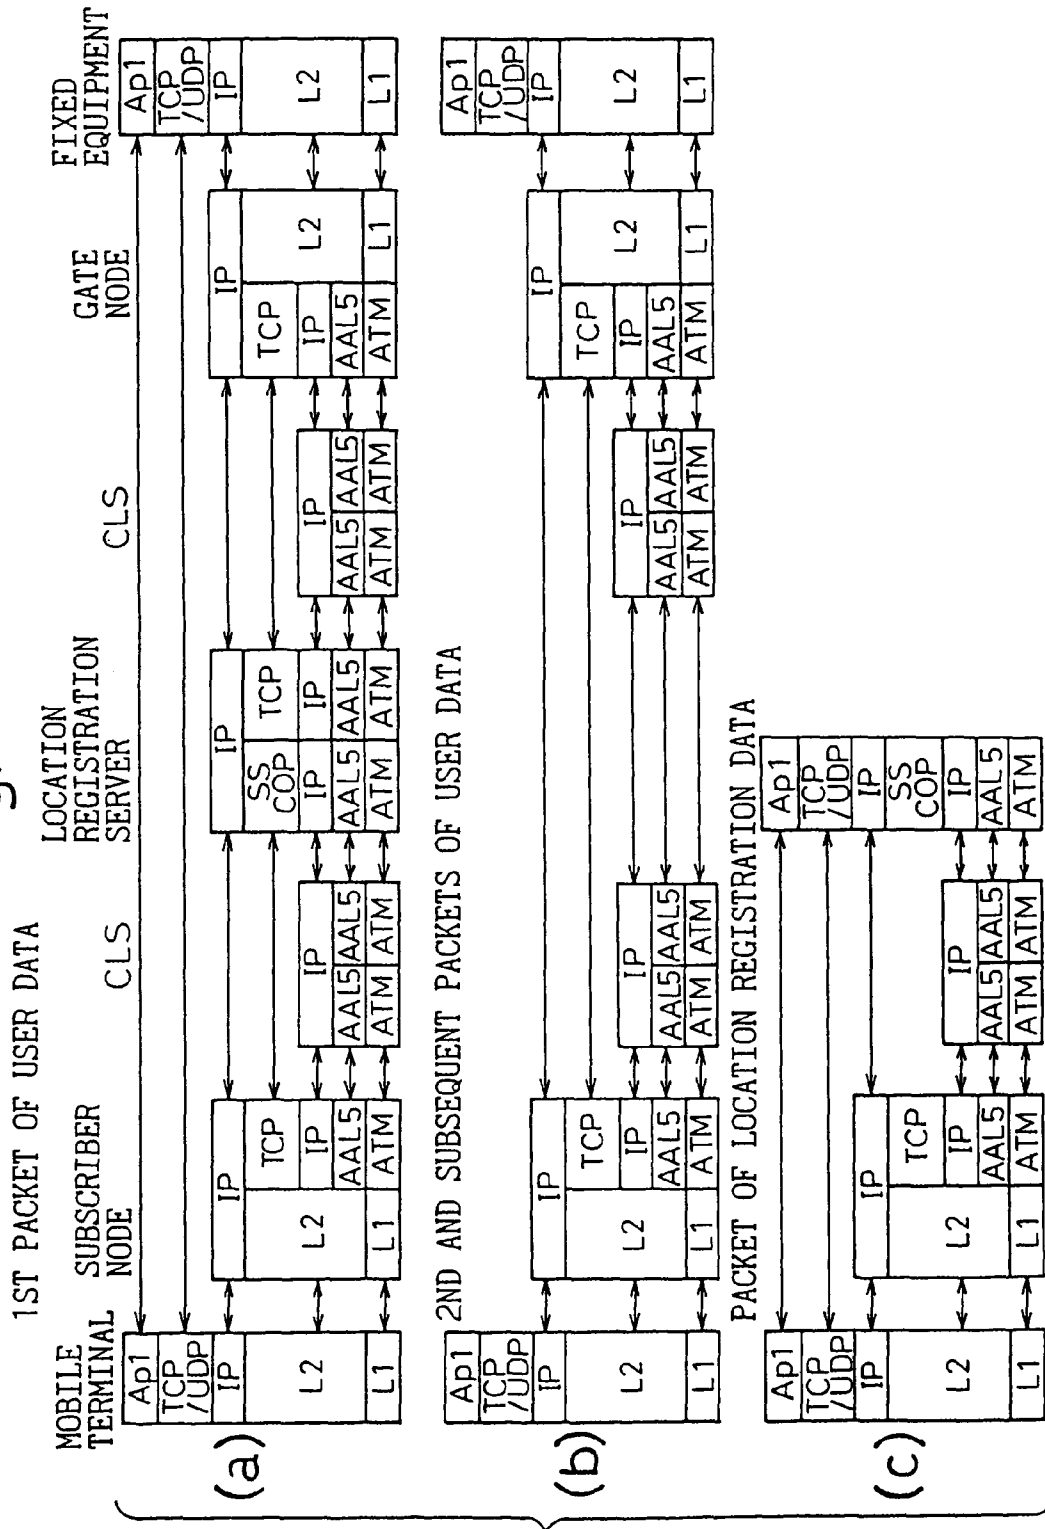 1ST PACKET OF USER DATA
MOBILE
TERMINAL
SUBSCRIBER
NODE
CLS
LOCATION
REGISTRATION
SERVER
CLS
GATE
NODE
FIXED
EQUIPMENT
(a)
Ap1
TCP
/UDP
IP
L2
L1
IP
L2
L1
TCP
IP
AAL5
ATM
IP
AAL5
AAL5
ATM
ATM
IP
SS
COP
IP
AAL5
ATM
TCP
IP
AAL5
ATM
IP
AAL5
AAL5
ATM
ATM
IP
TCP
IP
AAL5
ATM
L2
L1
Ap1
TCP
/UDP
IP
L2
L1
2ND AND SUBSEQUENT PACKETS OF USER DATA
(b)
Ap1
TCP
/UDP
IP
L2
L1
IP
L2
L1
TCP
IP
AAL5
ATM
IP
AAL5
AAL5
ATM
ATM
IP
AAL5
AAL5
ATM
ATM
IP
TCP
IP
AAL5
ATM
L2
L1
Ap1
TCP
/UDP
IP
L2
L1
PACKET OF LOCATION REGISTRATION DATA
(c)
Ap1
TCP
/UDP
IP
L2
L1
IP
L2
L1
TCP
IP
AAL5
ATM
IP
AAL5
AAL5
ATM
ATM
Ap1
TCP
/UDP
IP
SS
COP
IP
AAL5
ATM